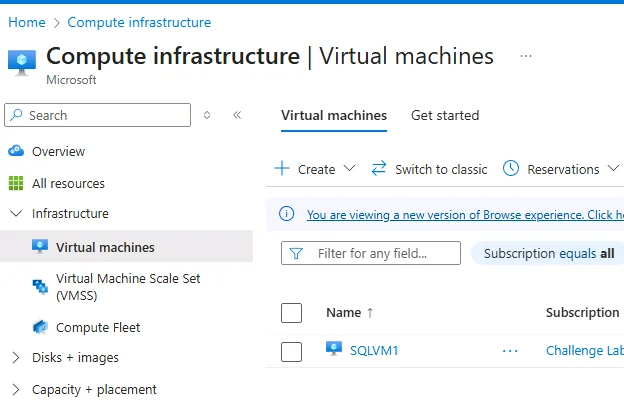 Home > Compute infrastructure
Compute infrastructure | Virtual machines ...
Microsoft
Search
Overview
All resources
Infrastructure
Virtual machines
Virtual Machine Scale Set
(VMSS)
Compute Fleet
Disks + images
Capacity + placement
Virtual machines Get started
Create Switch to classic Reservations
You are viewing a new version of Browse experience. Click he
Filter for any field... Subscription equals all
Name ↑ Subscription
SQLVM1 ... Challenge Lab